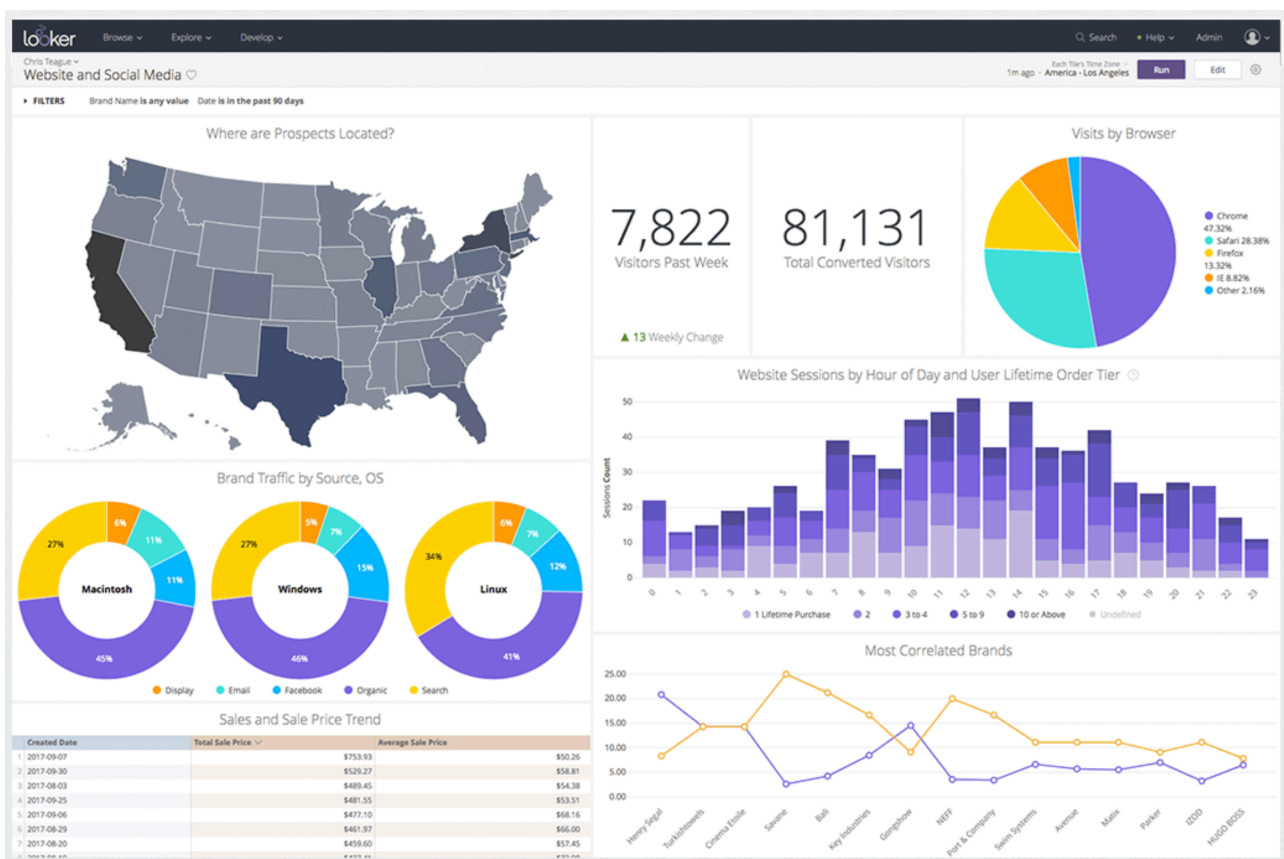 looker Browse Explore Develop Search Help Admin
Chris Teague
Website and Social Media
Each Tile's Time Zone
1m ago · America - Los Angeles Run Edit
FILTERS Brand Name is any value Date is in the past 90 days
Where are Prospects Located?
7,822
Visitors Past Week
▲ 13 Weekly Change
81,131
Total Converted Visitors
Visits by Browser
Chrome
47.32%
Safari 28.38%
Firefox
13.32%
IE 8.82%
Other 2.16%
Website Sessions by Hour of Day and User Lifetime Order Tier
Sessions Count
50
40
30
20
10
0
0 1 2 3 4 5 6 7 8 9 10 11 12 13 14 15 16 17 18 19 20 21 22 23
1 Lifetime Purchase 2 3 to 4 5 to 9 10 or Above Undefined
Brand Traffic by Source, OS
6%
11%
11%
45%
27%
Macintosh
5%
7%
15%
46%
27%
Windows
6%
7%
12%
41%
34%
Linux
Display Email Facebook Organic Search
Most Correlated Brands
25.00
20.00
15.00
10.00
5.00
0.00
Henry Segal
Turkishtowels
Cinema Etoile
Savane
Bali
Key Industries
Gongshow
NEFF
Port & Company
Swim Systems
Avenue
Matix
Parker
IZOD
HUGO BOSS
Sales and Sale Price Trend
Created Date Total Sale Price Average Sale Price
1 2017-09-07 $753.93 $50.26
2 2017-09-30 $529.27 $58.81
3 2017-08-03 $489.45 $54.38
4 2017-09-25 $481.55 $53.51
5 2017-09-06 $477.10 $68.16
6 2017-08-29 $461.97 $66.00
7 2017-08-20 $459.60 $57.45